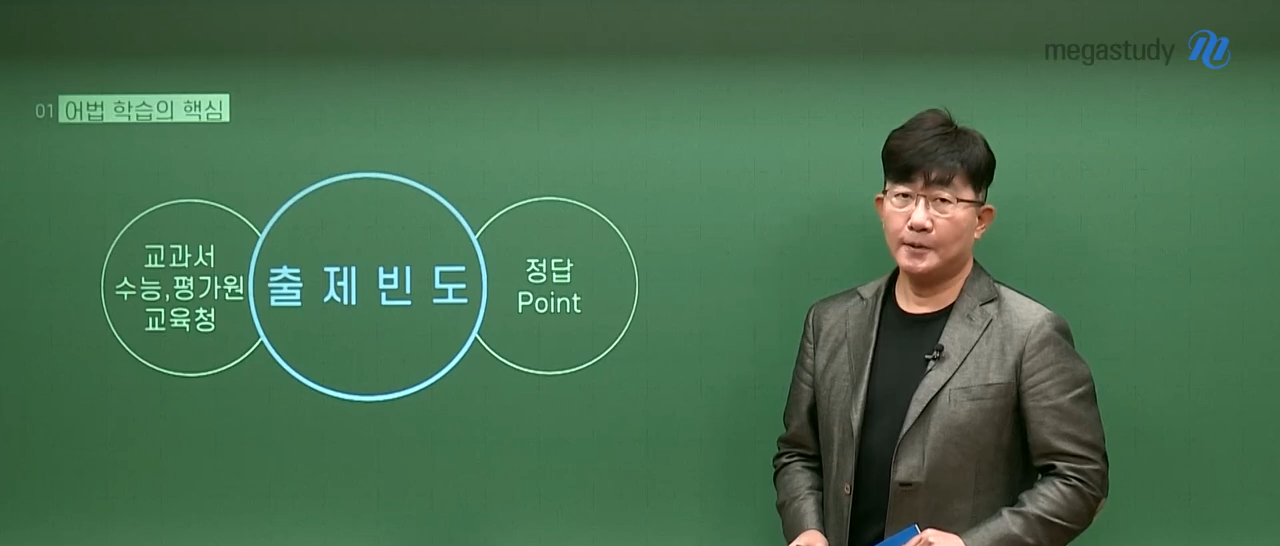 megastudy
01 어법 학습의 핵심
교과서
수능,평가원
교육청
출제빈도
정답
Point